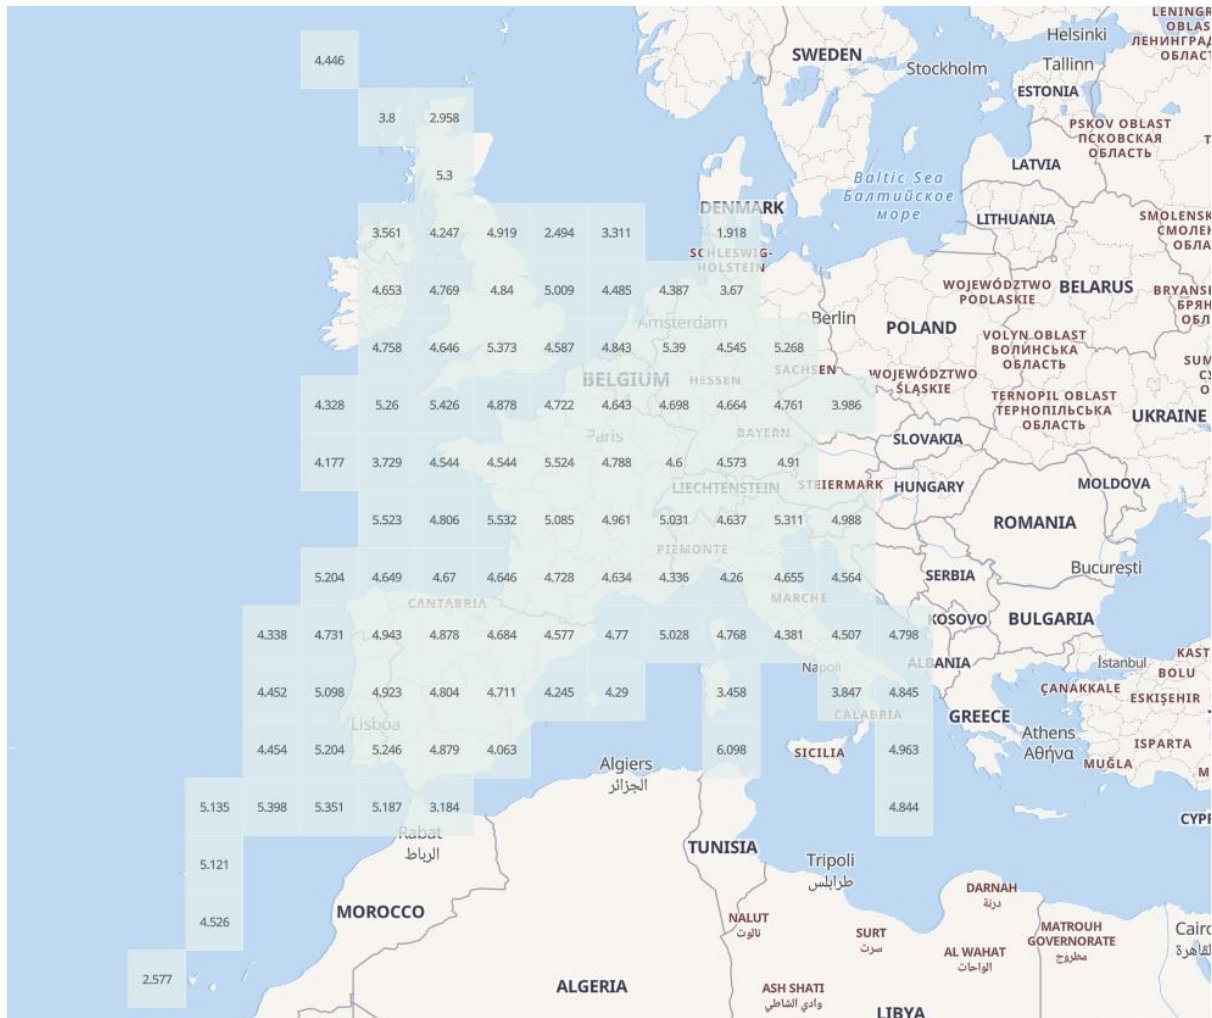 LENINGR
OBLAS
ЛЕНИНГРАД
ОБЛАСТ
Helsinki
SWEDEN
Stockholm
Tallinn
4.446
ESTONIA
3.8 2.958
PSKOV OBLAST
ПСКОВСКАЯ
ОБЛАСТЬ
LATVIA
5.3
Baltic Sea
Балтийское
море
DENMARK
LITHUANIA
SMOLENSK
СМОЛЕН
ОБЛА
3.561 4.247 4.919 2.494 3.311 1.918
SCHLESWIG-
HOLSTEIN
4.653 4.769 4.84 5.009 4.485 4.387 3.67
WOJEWÓDZTWO
PODLASKIE
BELARUS
BRYANSK
БРЯН
ОБЛ
Amsterdam
Berlin
POLAND
VOLYN OBLAST
ВОЛИНСЬКА
ОБЛАСТЬ
4.758 4.646 5.373 4.587 4.843 5.39 4.545 5.268
SUM
СУ
О
BELGIUM
HESSEN
SACHSEN
WOJEWÓDZTWO
ŚLĄSKIE
TERNOPIL OBLAST
ТЕРНОПІЛЬСЬКА
ОБЛАСТЬ
UKRAINE
4.328 5.26 5.426 4.878 4.722 4.643 4.698 4.664 4.761 3.986
Paris
BAYERN
SLOVAKIA
4.177 3.729 4.544 4.544 5.524 4.788 4.6 4.573 4.91
LIECHTENSTEIN
STEIERMARK
HUNGARY
MOLDOVA
5.523 4.806 5.532 5.085 4.961 5.031 4.637 5.311 4.988
ROMANIA
PIEMONTE
5.204 4.649 4.67 4.646 4.728 4.634 4.336 4.26 4.655 4.564
SERBIA
București
CANTABRIA
MARCHE
KOSOVO
BULGARIA
4.338 4.731 4.943 4.878 4.684 4.577 4.77 5.028 4.768 4.381 4.507 4.798
KAST
Napoli
ALBANIA
İstanbul
BOLU
4.452 5.098 4.923 4.804 4.711 4.245 4.29 3.458 3.847 4.845
ÇANAKKALE
ESKIŞEHIR
Lisboa
CALABRIA
GREECE
Athens
Αθήνα
4.454 5.204 5.246 4.879 4.063 6.098 4.963
SICILIA
ISPARTA
MUĞLA
M
Algiers
الجزائر
5.135 5.398 5.351 5.187 3.184 4.844
CYPR
Rabat
الرباط
TUNISIA
5.121
Tripoli
طرابلس
DARNAH
درنة
MOROCCO
4.526
NALUT
نالوت
SURT
سرت
AL WAHAT
الواحات
MATROUH
GOVERNORATE
مطروح
Cairo
القاهرة
2.577
ALGERIA
ASH SHATI
وادي الشاطي
LIBYA